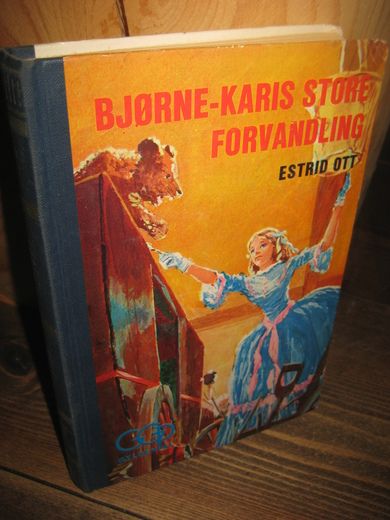 BJØRNE-KARIS STORE
FORVANDLING
ESTRID OTT